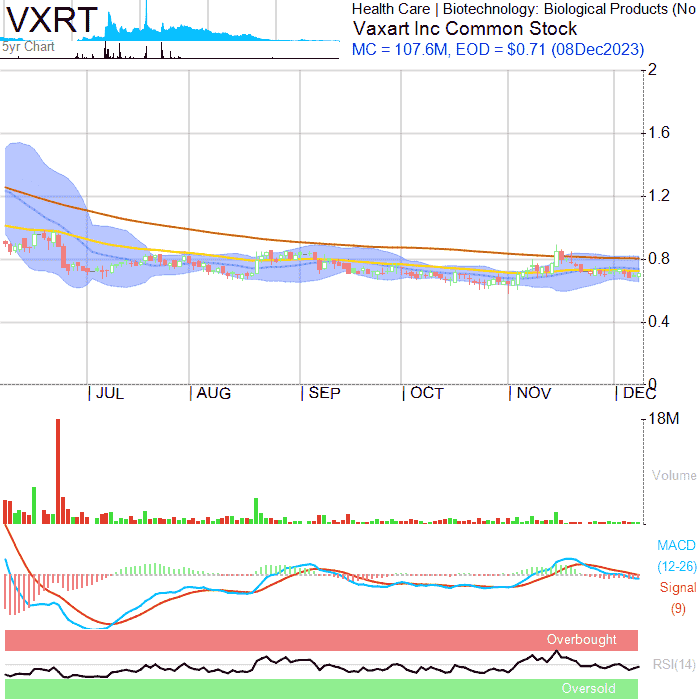 VXRT
5yr Chart
Health Care | Biotechnology: Biological Products (No
Vaxart Inc Common Stock
MC = 107.6M, EOD = $0.71 (08Dec2023)
2
1.6
1.2
0.8
0.4
0
JUL AUG SEP OCT NOV DEC
18M
Volume
MACD
(12-26)
Signal
(9)
Overbought
RSI(14)
Oversold